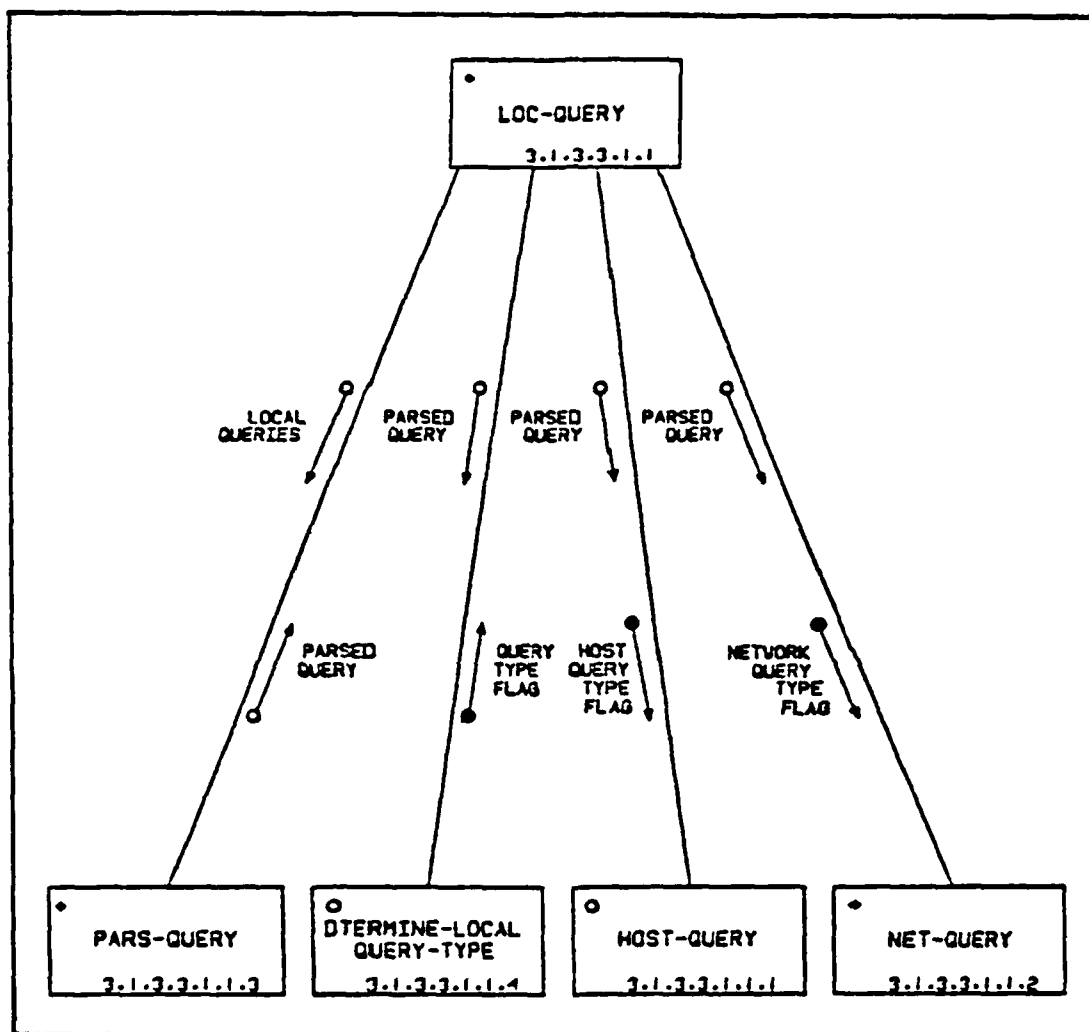 LOC-QUERY
3.1.3.3.1.1
LOCAL
QUERIES
PARSED
QUERY
PARSED
QUERY
PARSED
QUERY
PARSED
QUERY
QUERY
TYPE
FLAG
HOST
QUERY
TYPE
FLAG
NETWORK
QUERY
TYPE
FLAG
PARS-QUERY
3.1.3.3.1.1.3
DTERMINE-LOCAL
QUERY-TYPE
3.1.3.3.1.1.4
HOST-QUERY
3.1.3.3.1.1.1
NET-QUERY
3.1.3.3.1.1.2